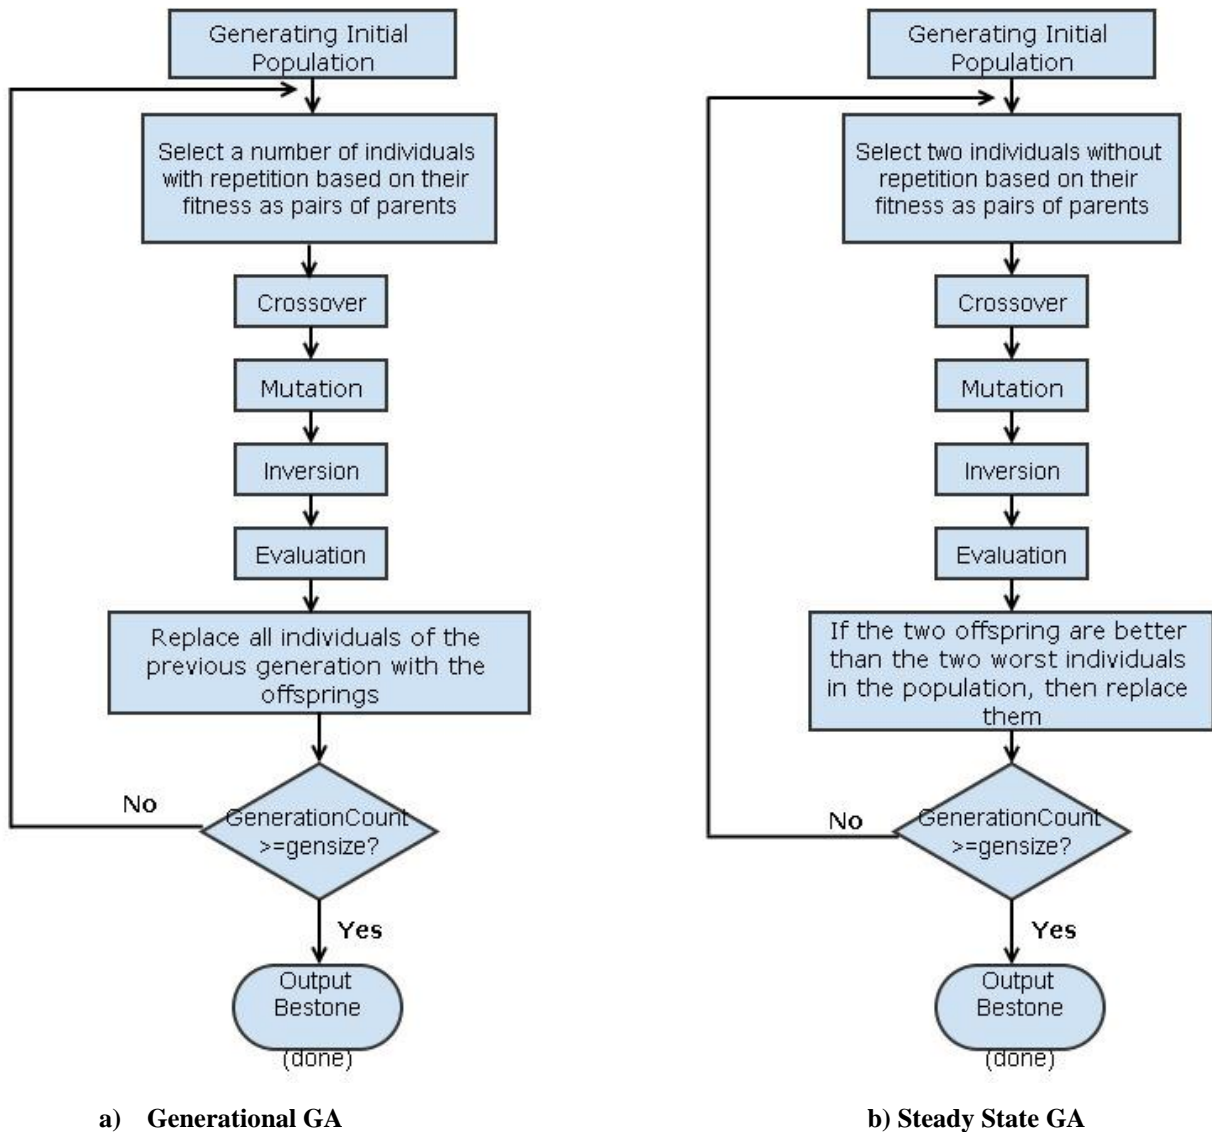 Generating Initial
Population
Select a number of individuals
with repetition based on their
fitness as pairs of parents
Crossover
Mutation
Inversion
Evaluation
Replace all individuals of the
previous generation with the
offsprings
No
GenerationCount
>=gensize?
Yes
Output
Bestone
(done)
a) Generational GA
Generating Initial
Population
Select two individuals without
repetition based on their
fitness as pairs of parents
Crossover
Mutation
Inversion
Evaluation
If the two offspring are better
than the two worst individuals
in the population, then replace
them
No
GenerationCount
>=gensize?
Yes
Output
Bestone
(done)
b) Steady State GA